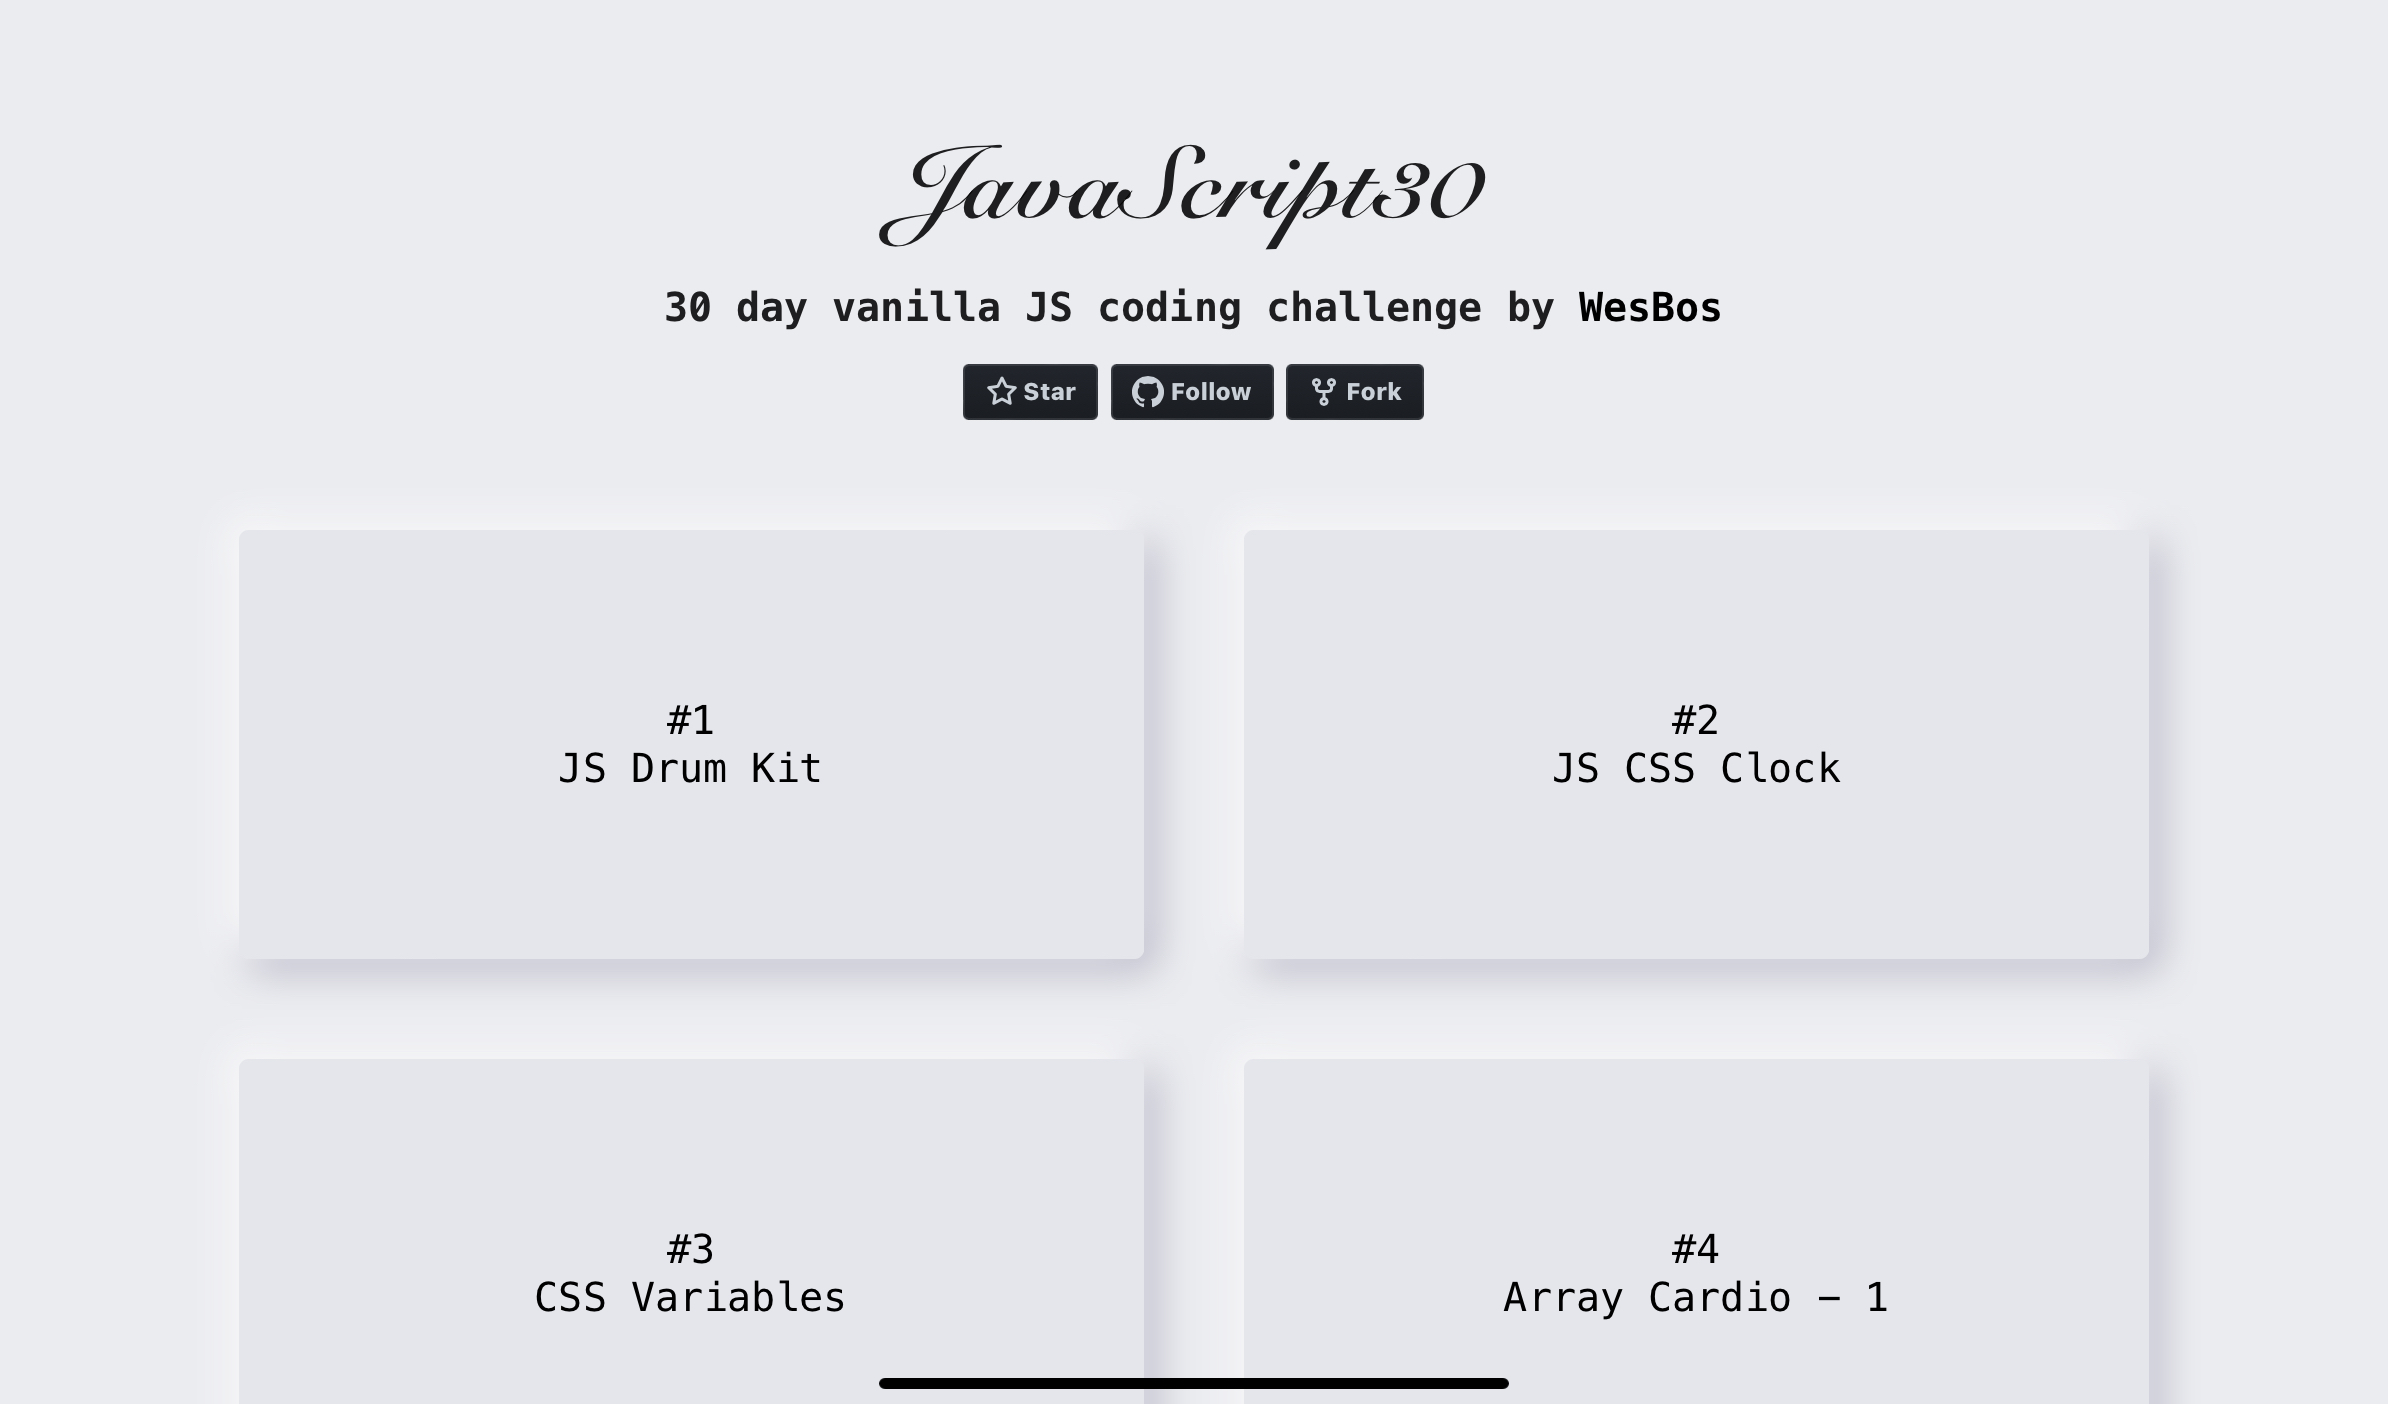 JavaScript30
30 day vanilla JS coding challenge by WesBos
Star Follow Fork
#1
JS Drum Kit
#2
JS CSS Clock
#3
CSS Variables
#4
Array Cardio – 1